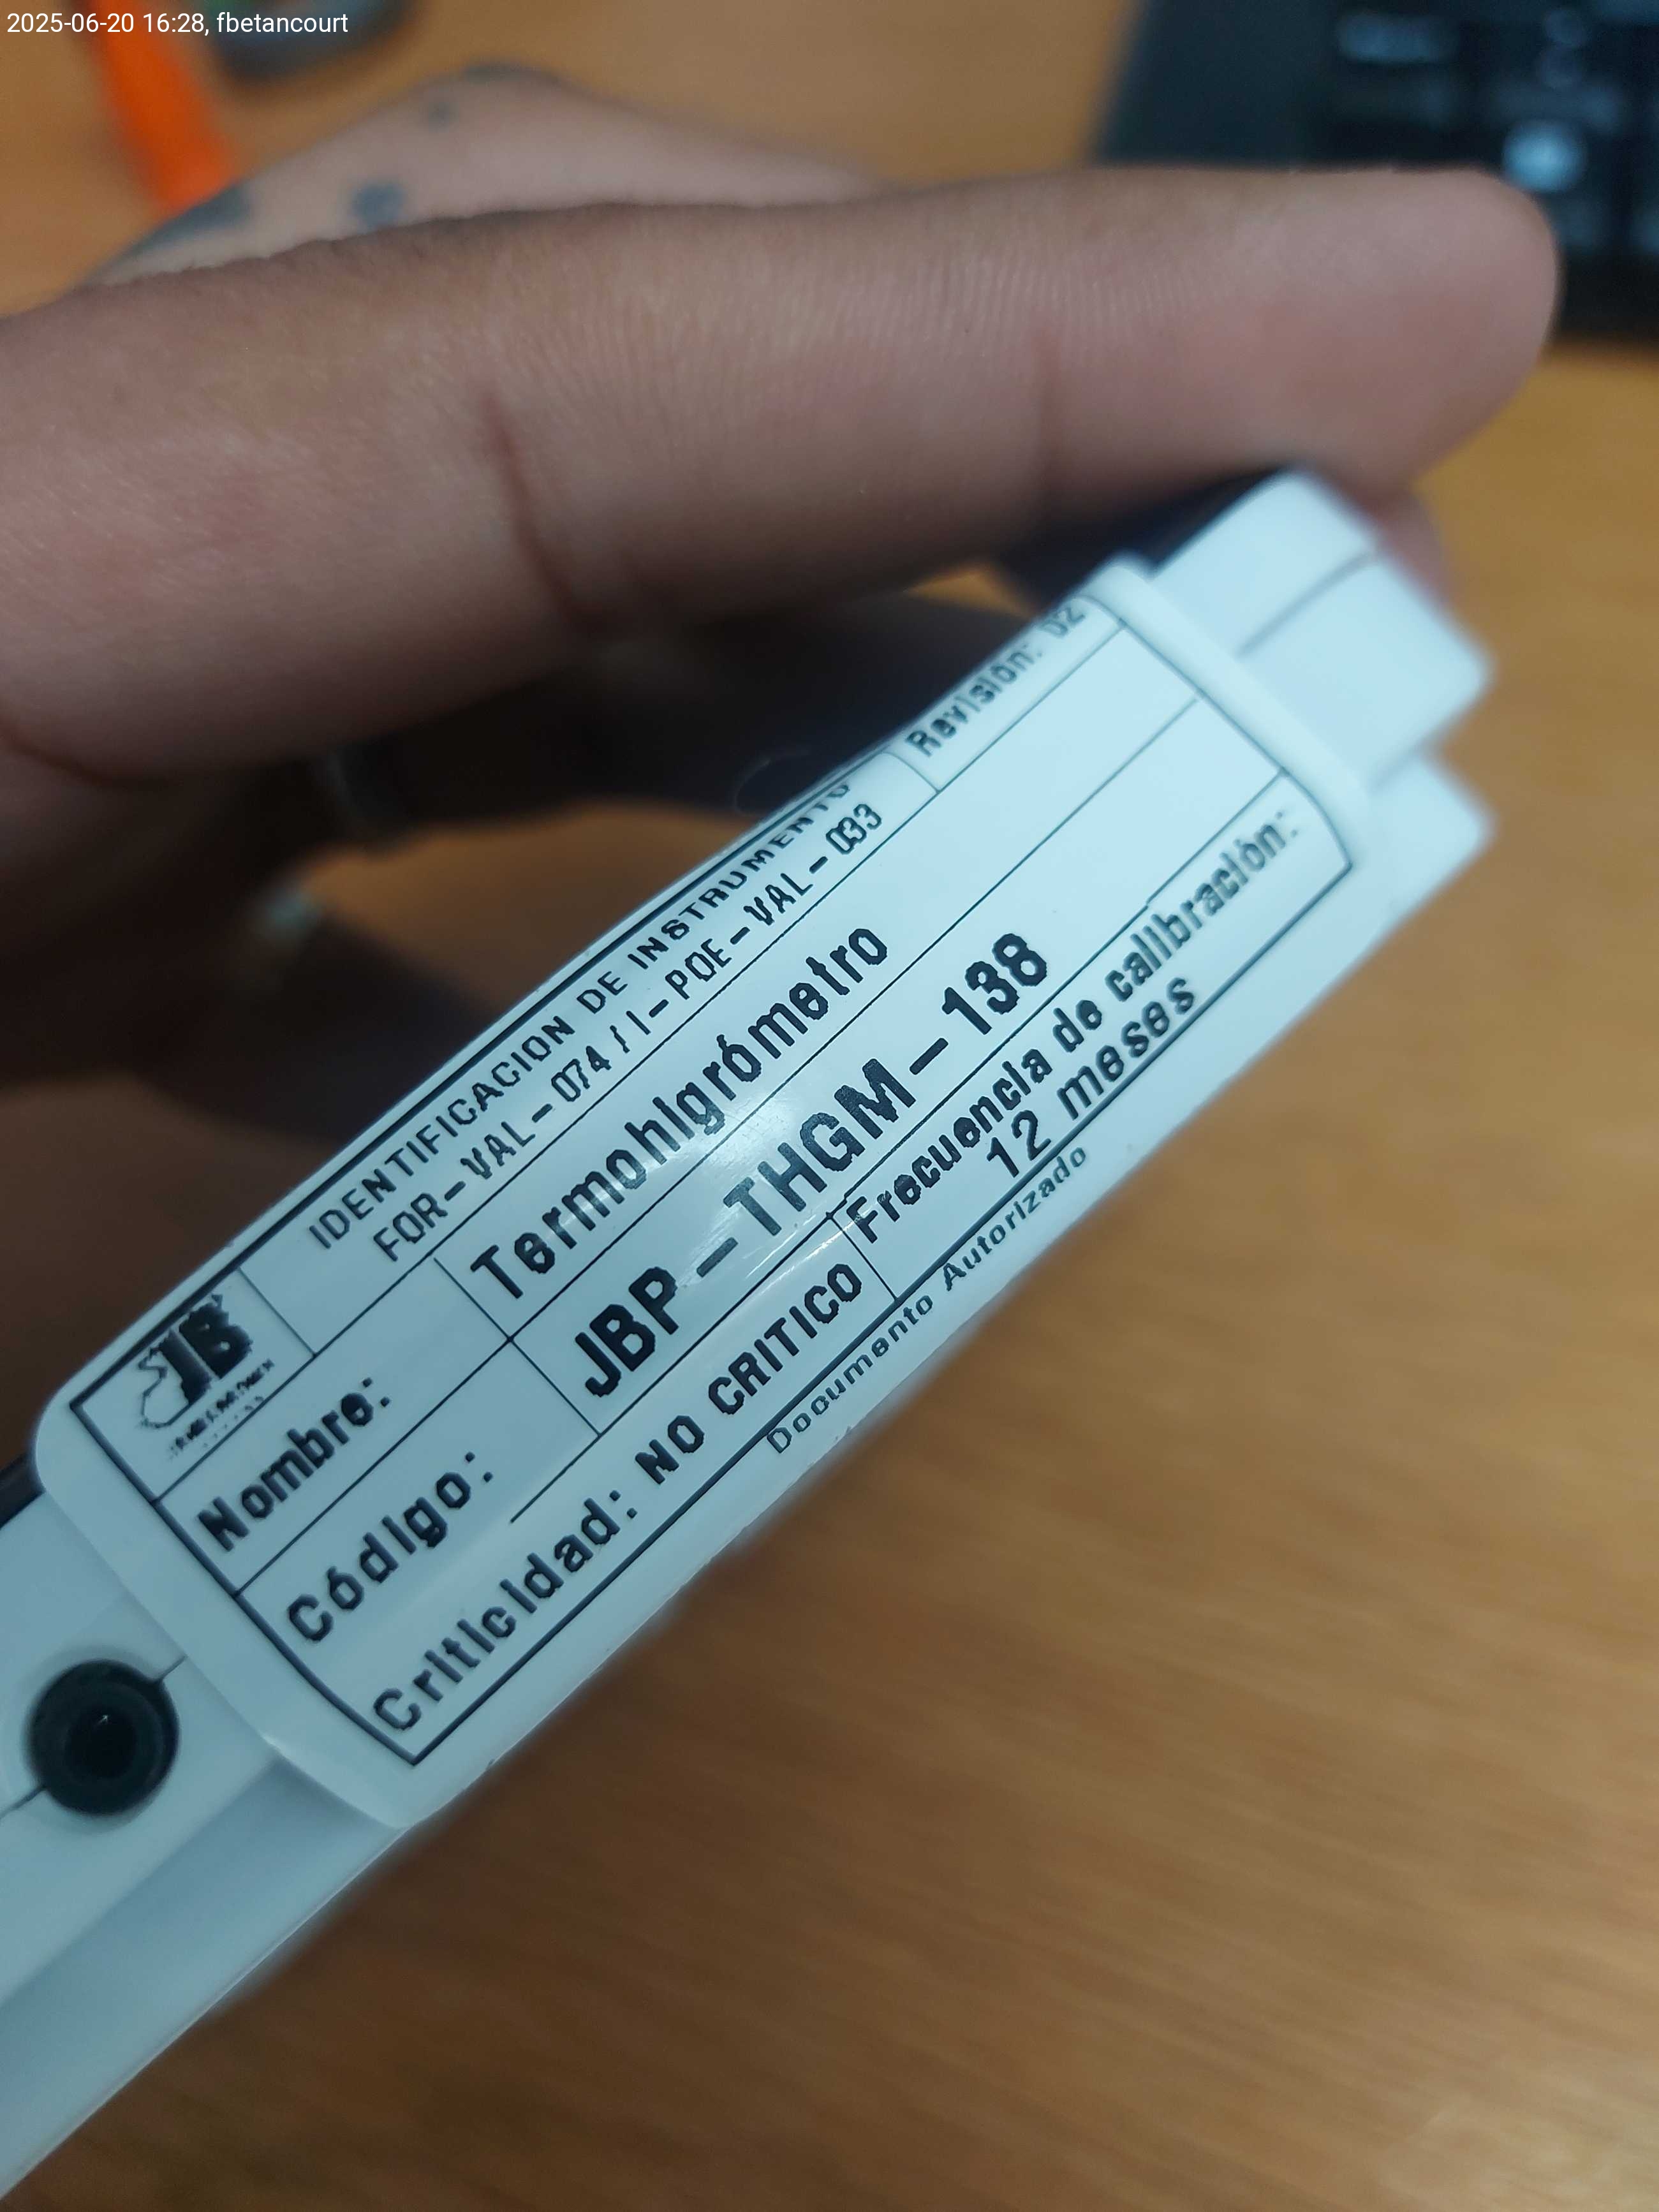 2025-06-20 16:28, fbetancourt
IDENTIFICACION DE INSTRUMENTO
FOR-VAL-074 / I-POE-VAL-033
Revisión: 02
JB
Nombre: Termohigrómetro
Código: JBP-THGM-138
Criticidad: NO CRITICO
Frecuencia de calibración:
12 meses
Documento Autorizado